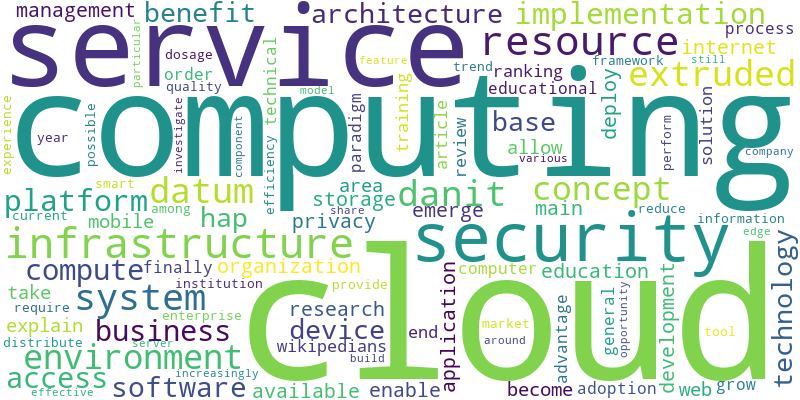 management
benefit
architecture
implementation
service
dosage
order
quality
particular
technical
feature
trend
model
resource
ranking
educational
framework
internet
still
process
extruded
computing
experience
year
possible
investigate
component
efficiency
paradigm
training
article
review
base
allow
various
deploy
perform
solution
company
smart
platform
datum
danit
concept
area
storage
current
among
mobile
hap
share
privacy
emerge
main
reduce
information
edge
infrastructure
security
technology
compute
finally
organization
computer
education
take
system
institution
provide
require
enterprise
research
application
market
advantage
general
opportunity
development
tool
explain
business
device
end
cloud
distribute
server
wikipedians
around
build
environment
increasingly
access
software
available
enable
become
adoption
web
grow
effective